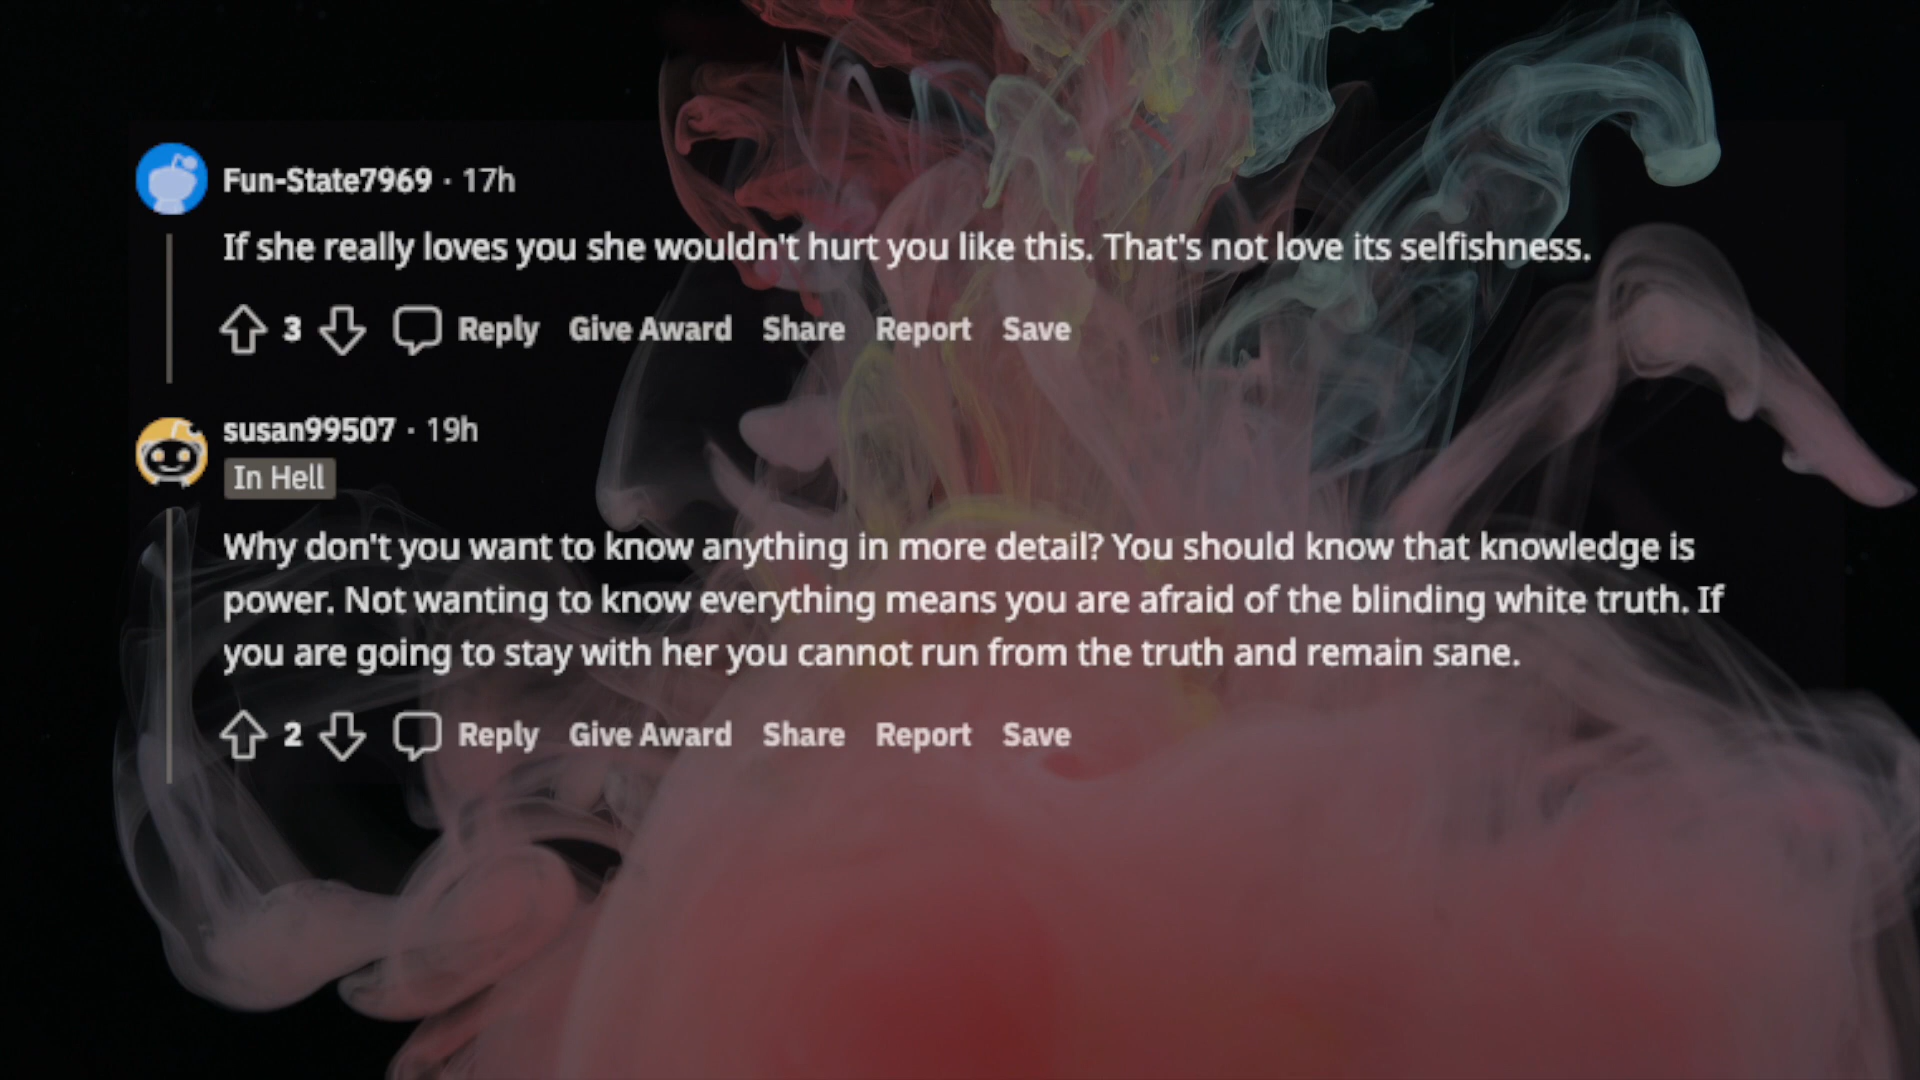 Fun-State7969 · 17h
If she really loves you she wouldn't hurt you like this. That's not love its selfishness.
3 Reply Give Award Share Report Save
susan99507 · 19h
In Hell
Why don't you want to know anything in more detail? You should know that knowledge is
power. Not wanting to know everything means you are afraid of the blinding white truth. If
you are going to stay with her you cannot run from the truth and remain sane.
2 Reply Give Award Share Report Save